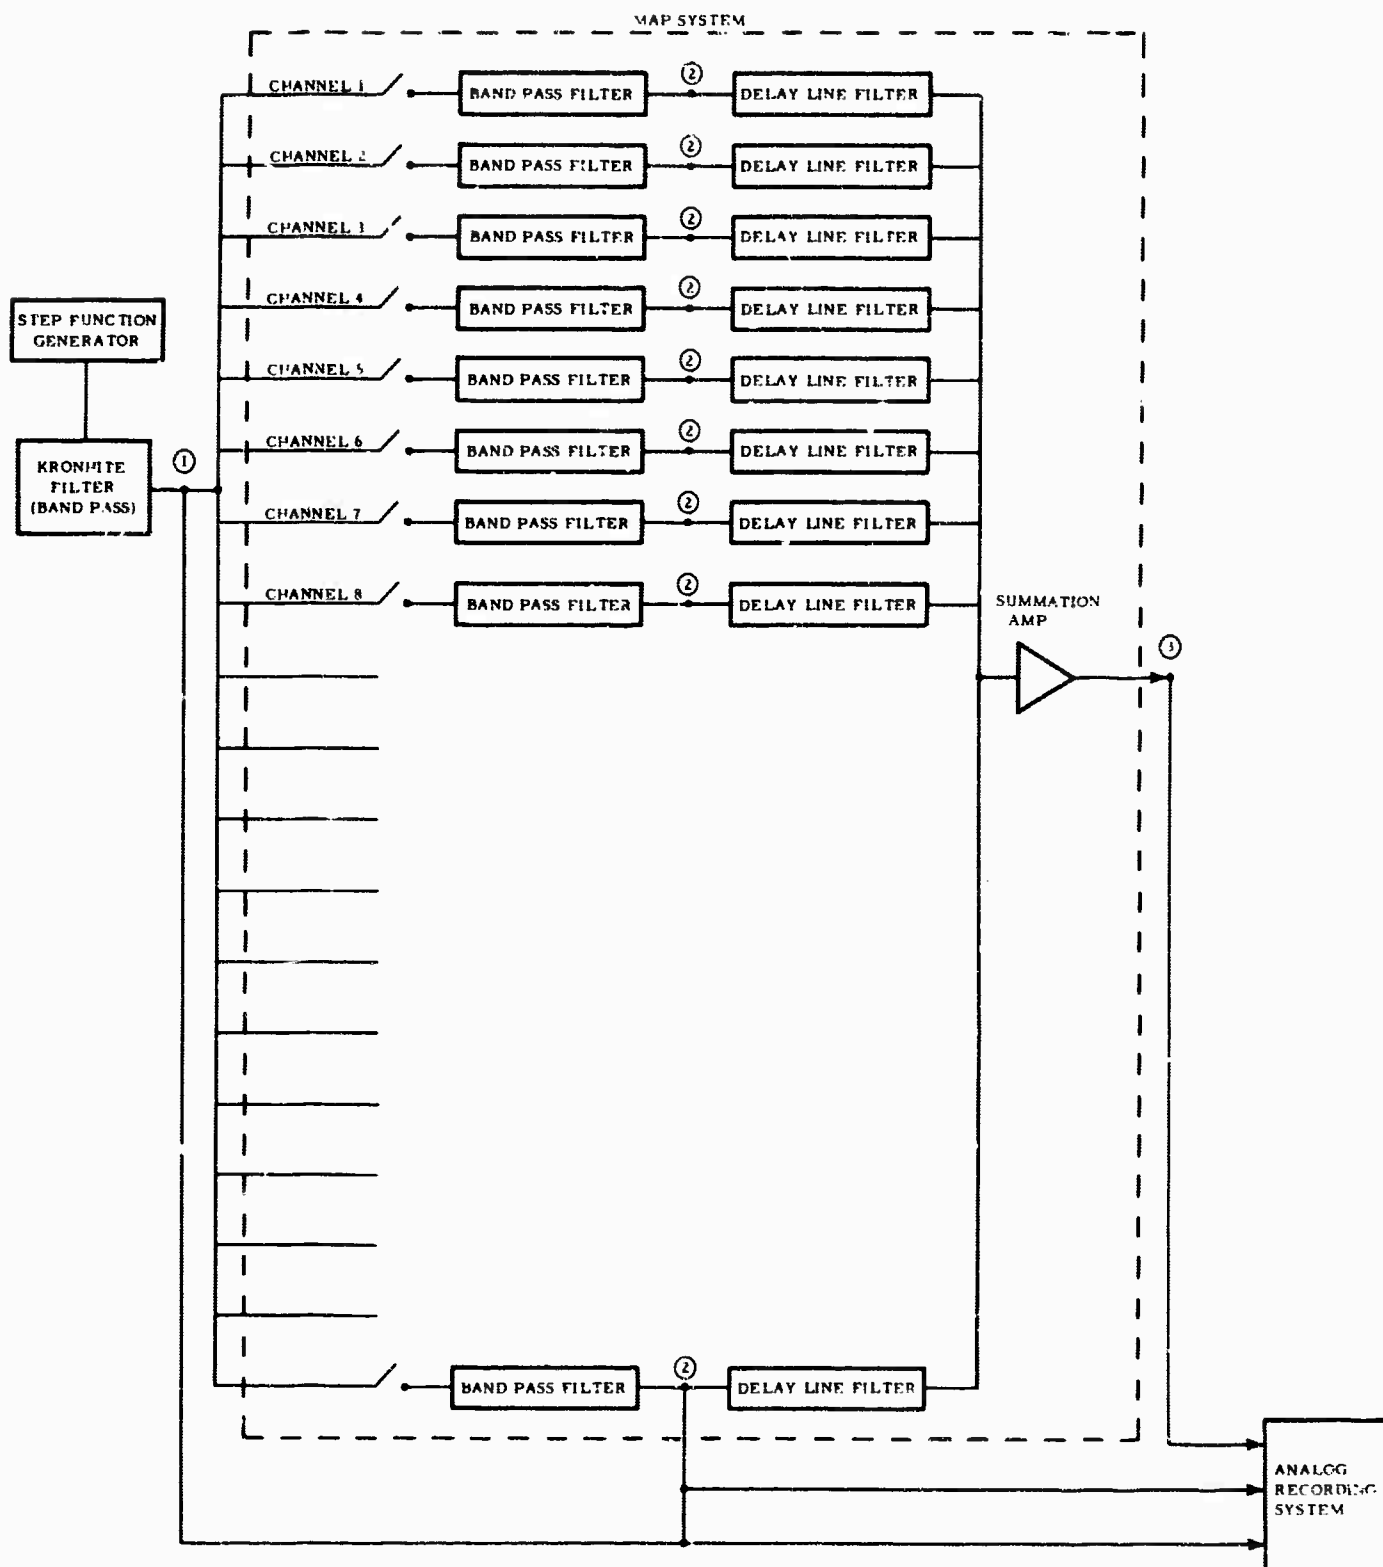 MAP SYSTEM
CHANNEL 1
BAND PASS FILTER
②
DELAY LINE FILTER
CHANNEL 2
BAND PASS FILTER
②
DELAY LINE FILTER
CHANNEL 3
BAND PASS FILTER
②
DELAY LINE FILTER
CHANNEL 4
BAND PASS FILTER
②
DELAY LINE FILTER
STEP FUNCTION
GENERATOR
CHANNEL 5
BAND PASS FILTER
②
DELAY LINE FILTER
CHANNEL 6
BAND PASS FILTER
②
DELAY LINE FILTER
KRONHITE
FILTER
(BAND PASS)
①
CHANNEL 7
BAND PASS FILTER
②
DELAY LINE FILTER
CHANNEL 8
BAND PASS FILTER
②
DELAY LINE FILTER
SUMMATION
AMP
③
BAND PASS FILTER
②
DELAY LINE FILTER
ANALOG
RECORDING
SYSTEM